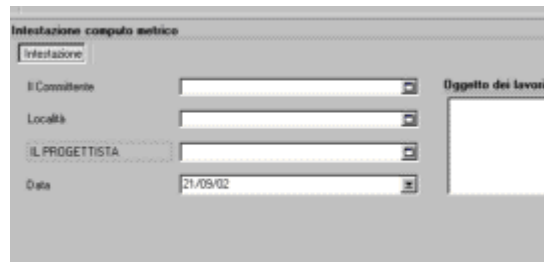 Intestazione computo metrico
Intestazione
Il Committente
Oggetto dei lavori
Località
IL PROGETTISTA
Data
21/09/02